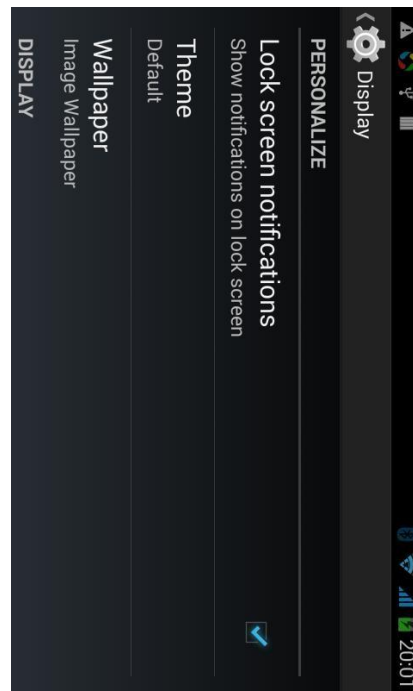 20:01
Display
PERSONALIZE
Lock screen notifications
Show notifications on lock screen
Theme
Default
Wallpaper
Image Wallpaper
DISPLAY